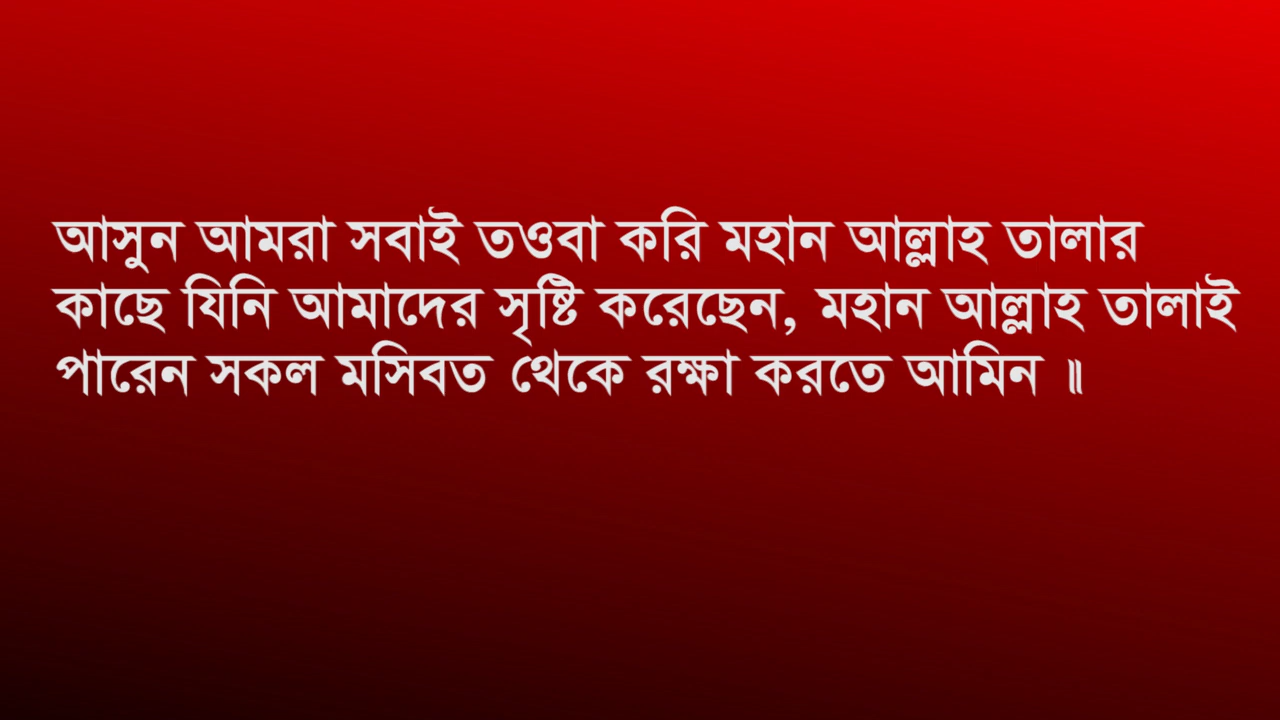 আসুন আমরা সবাই তওবা করি মহান আল্লাহ তালার
কাছে যিনি আমাদের সৃষ্টি করেছেন, মহান আল্লাহ তালাই
পারেন সকল মসিবত থেকে রক্ষা করতে আমিন ॥